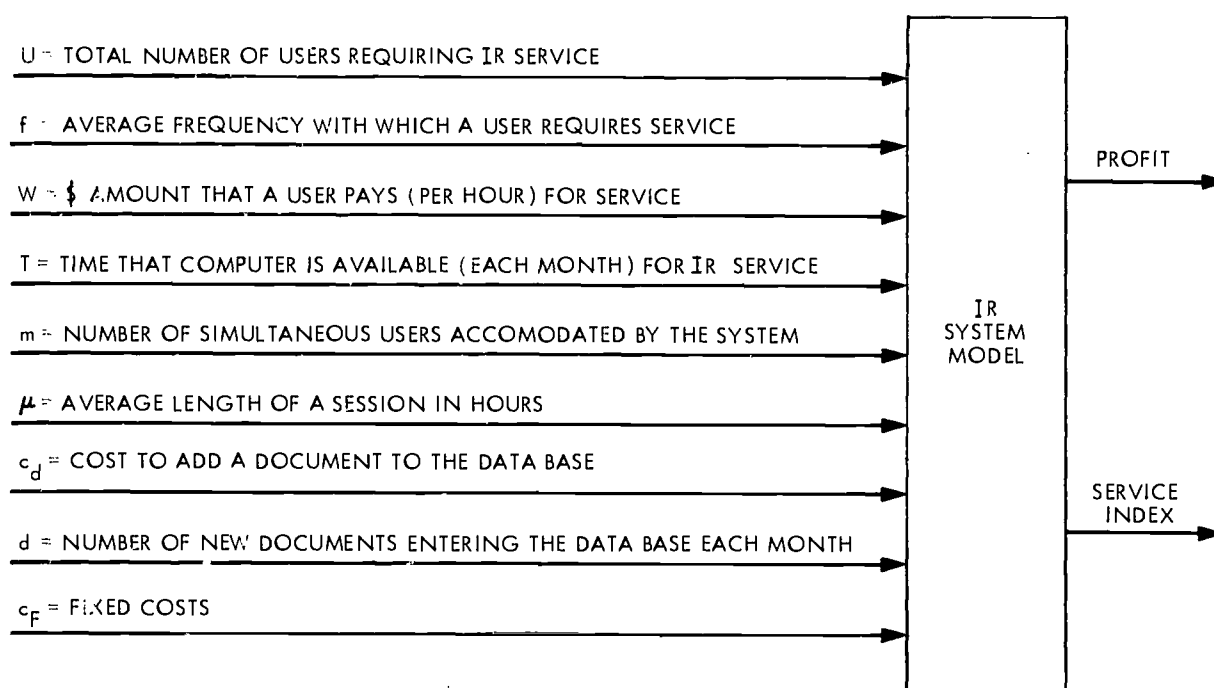 U = TOTAL NUMBER OF USERS REQUIRING IR SERVICE
f = AVERAGE FREQUENCY WITH WHICH A USER REQUIRES SERVICE
W = $ AMOUNT THAT A USER PAYS (PER HOUR) FOR SERVICE
T = TIME THAT COMPUTER IS AVAILABLE (EACH MONTH) FOR IR SERVICE
m = NUMBER OF SIMULTANEOUS USERS ACCOMODATED BY THE SYSTEM
μ = AVERAGE LENGTH OF A SESSION IN HOURS
c_d = COST TO ADD A DOCUMENT TO THE DATA BASE
d = NUMBER OF NEW DOCUMENTS ENTERING THE DATA BASE EACH MONTH
c_F = FIXED COSTS
IR
SYSTEM
MODEL
PROFIT
SERVICE
INDEX